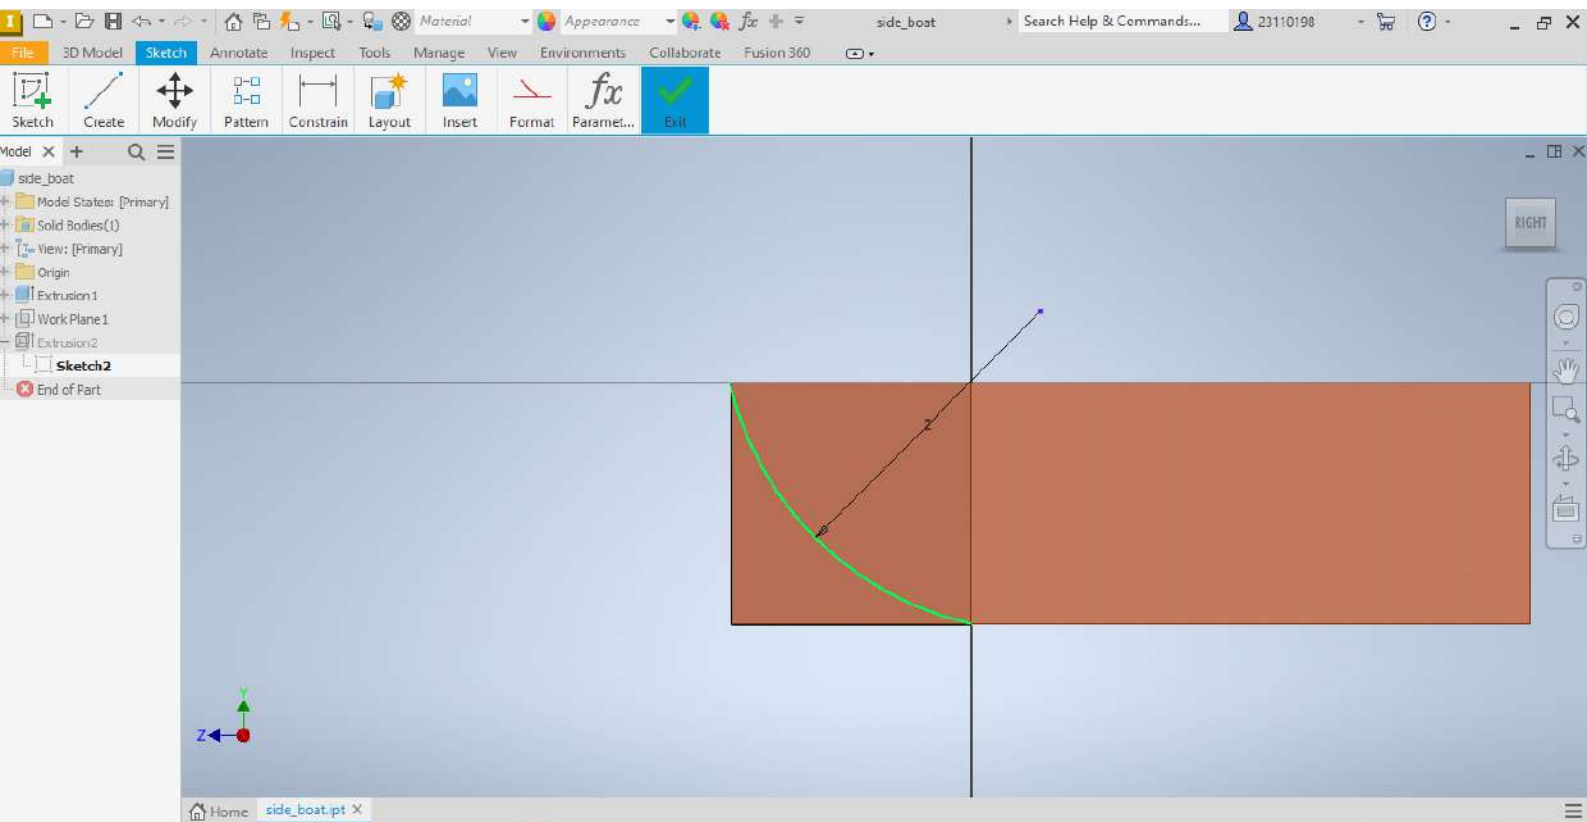 I Material Appearance fx side_boat Search Help & Commands... 23110198 ?
File 3D Model Sketch Annotate Inspect Tools Manage View Environments Collaborate Fusion 360
fx
Sketch Create Modify Pattern Constrain Layout Insert Format Paramet... Exit
Model + 
side_boat
Model States: [Primary]
Solid Bodies(1)
View: [Primary]
Origin
Extrusion1
Work Plane1
Extrusion2
Sketch2
End of Part
RIGHT
2
Y
Z
Home side_boat.ipt